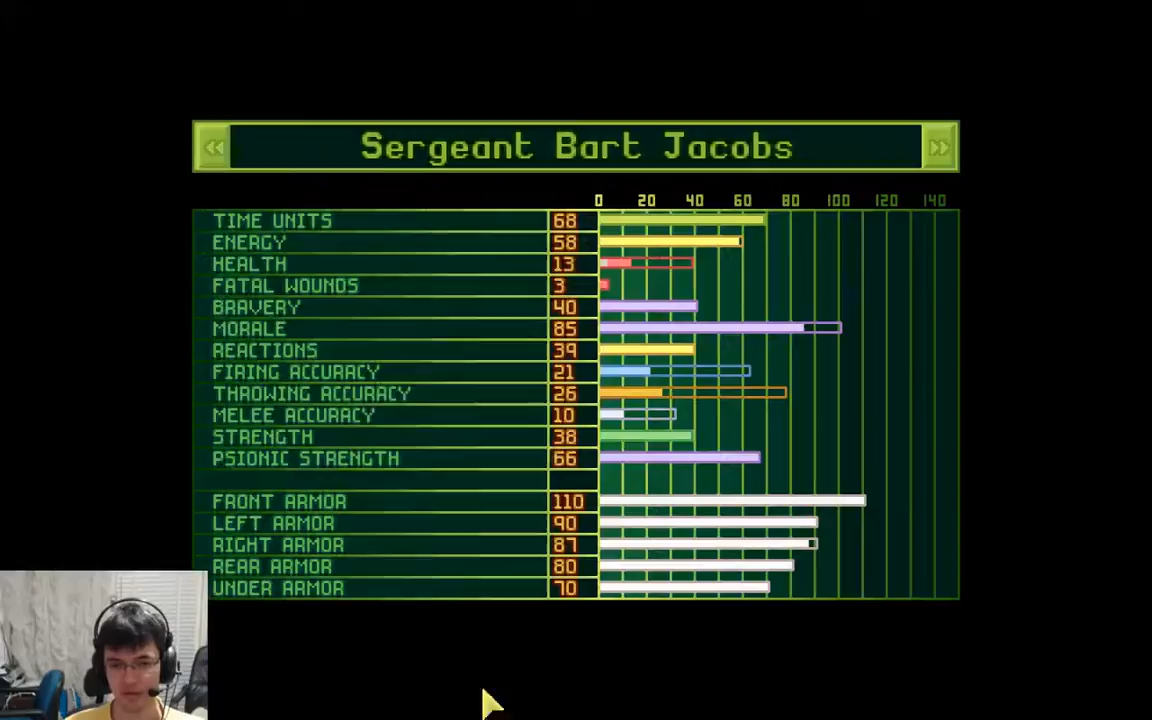 Sergeant Bart Jacobs
0 20 40 60 80 100 120 140
TIME UNITS 68
ENERGY 58
HEALTH 13
FATAL WOUNDS 3
BRAVERY 40
MORALE 85
REACTIONS 39
FIRING ACCURACY 21
THROWING ACCURACY 26
MELEE ACCURACY 10
STRENGTH 38
PSIONIC STRENGTH 66
FRONT ARMOR 110
LEFT ARMOR 90
RIGHT ARMOR 87
REAR ARMOR 80
UNDER ARMOR 70